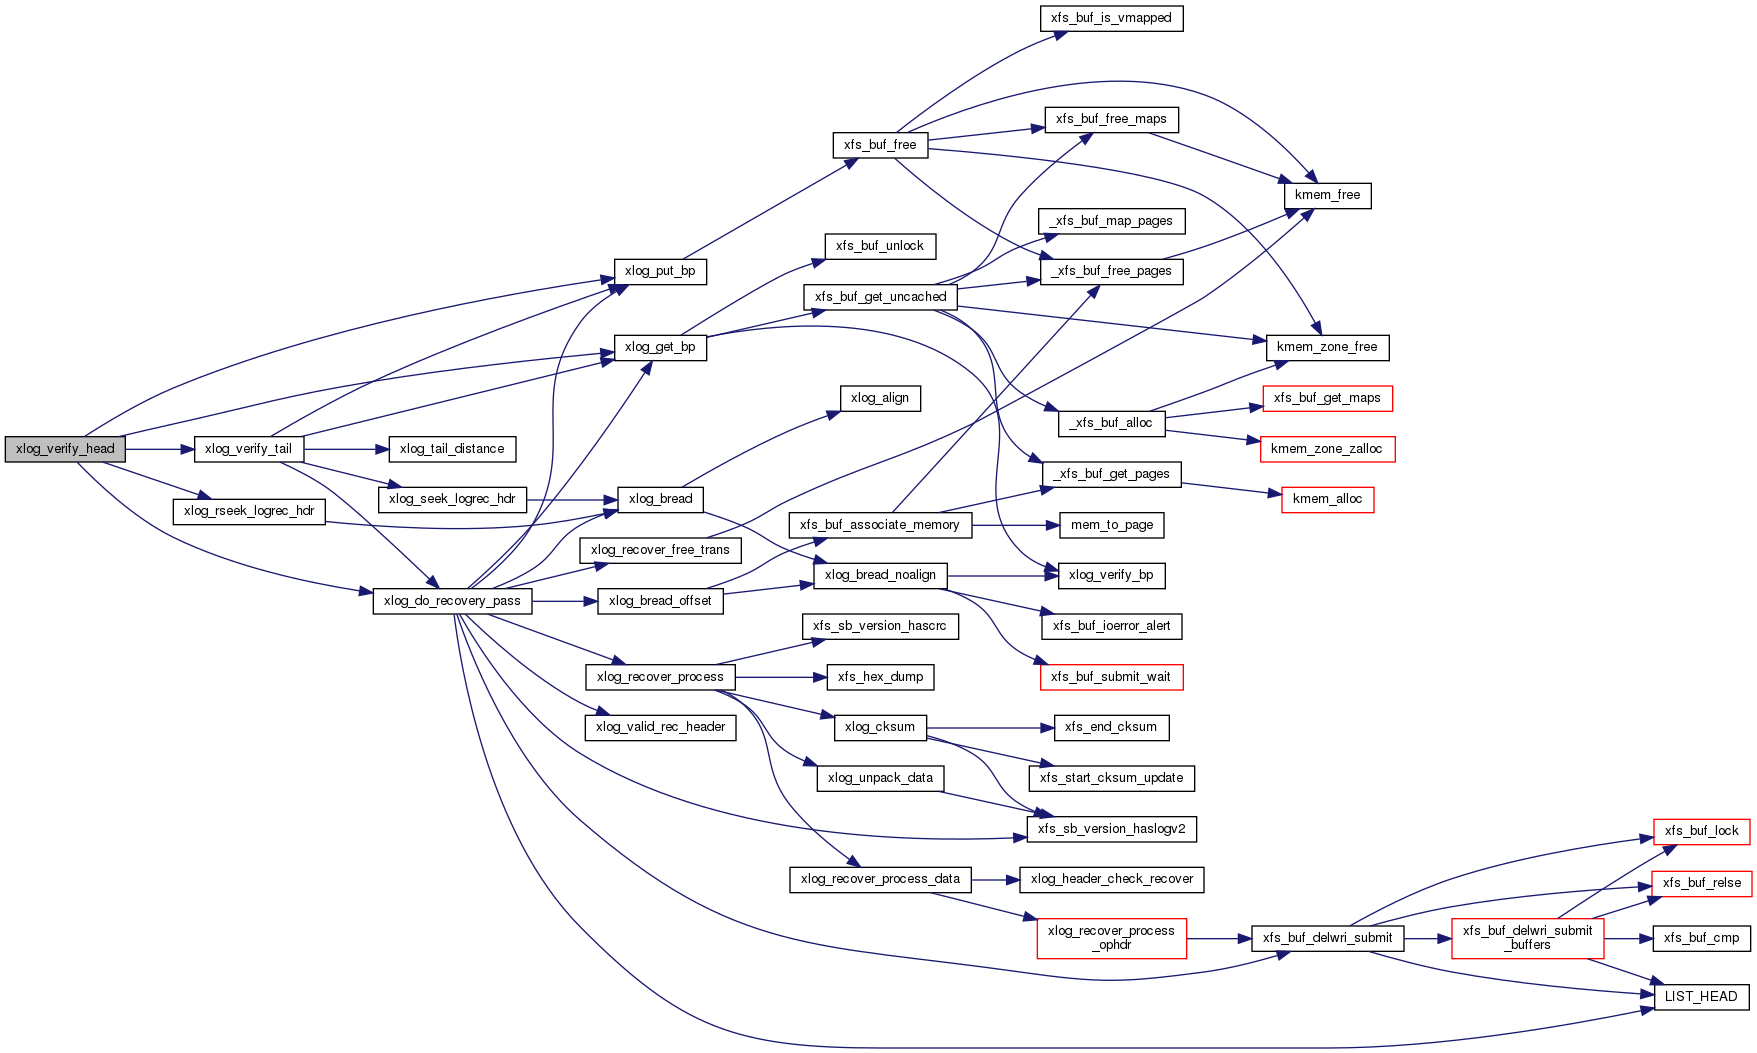 xfs_buf_is_vmapped
xfs_buf_free_maps
xfs_buf_free
kmem_free
_xfs_buf_map_pages
xfs_buf_unlock
xlog_put_bp
_xfs_buf_free_pages
xfs_buf_get_uncached
xlog_get_bp
kmem_zone_free
xlog_align
xfs_buf_get_maps
_xfs_buf_alloc
xlog_verify_head
xlog_verify_tail
xlog_tail_distance
kmem_zone_zalloc
_xfs_buf_get_pages
xlog_seek_logrec_hdr
xlog_bread
kmem_alloc
xlog_rseek_logrec_hdr
xfs_buf_associate_memory
mem_to_page
xlog_recover_free_trans
xlog_bread_noalign
xlog_verify_bp
xlog_do_recovery_pass
xlog_bread_offset
xfs_sb_version_hascrc
xfs_buf_ioerror_alert
xlog_recover_process
xfs_hex_dump
xfs_buf_submit_wait
xlog_valid_rec_header
xlog_cksum
xfs_end_cksum
xlog_unpack_data
xfs_start_cksum_update
xfs_sb_version_haslogv2
xfs_buf_lock
xlog_recover_process_data
xlog_header_check_recover
xfs_buf_relse
xlog_recover_process
_ophdr
xfs_buf_delwri_submit
xfs_buf_delwri_submit
_buffers
xfs_buf_cmp
LIST_HEAD